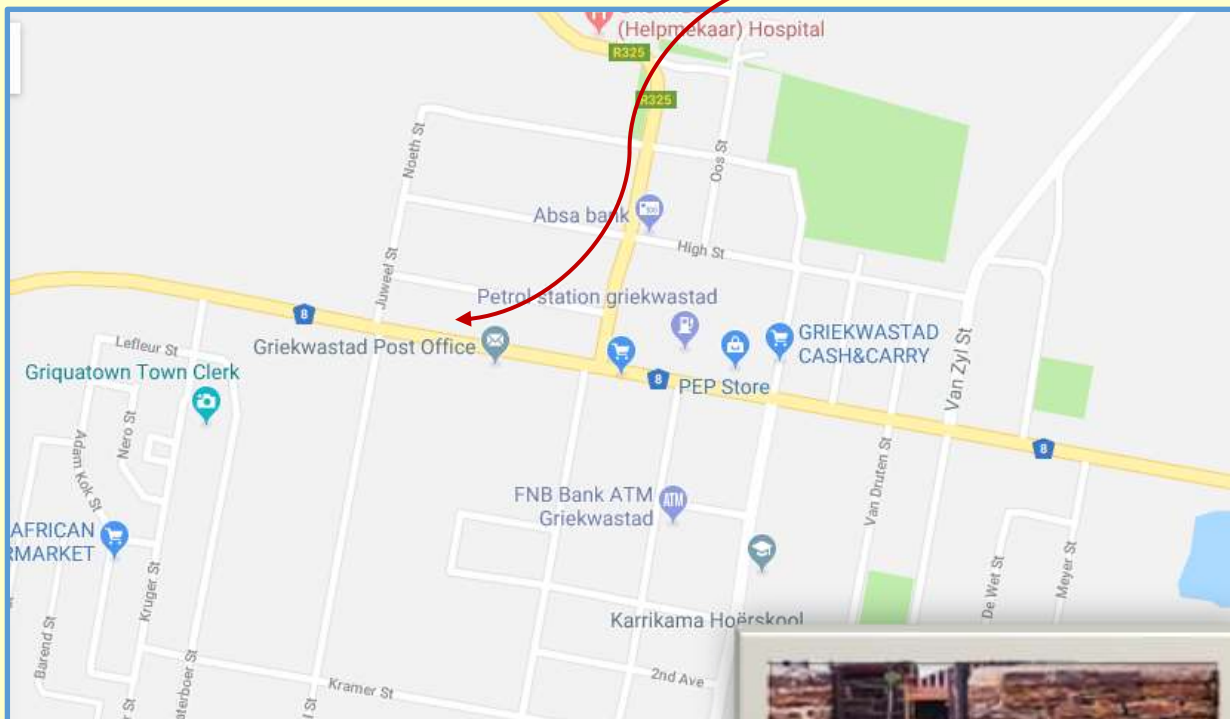 (Helpmekaar) Hospital
R325
R325
Noeth St
Oos St
Absa bank
High St
Juweel St
Petrol station griekwastad
8
Lefleur St
Griekwastad Post Office
GRIEKWASTAD
CASH&CARRY
Van Zyl St
Griquatown Town Clerk
8
PEP Store
Nero St
Adam Kok St
8
Van Druten St
FNB Bank ATM
Griekwastad
ATM
AFRICAN
RMARKET
Kruger St
De Wet St
Meyer St
Karrikama Hoërskool
Barend St
aterboer St
2nd Ave
Kramer St